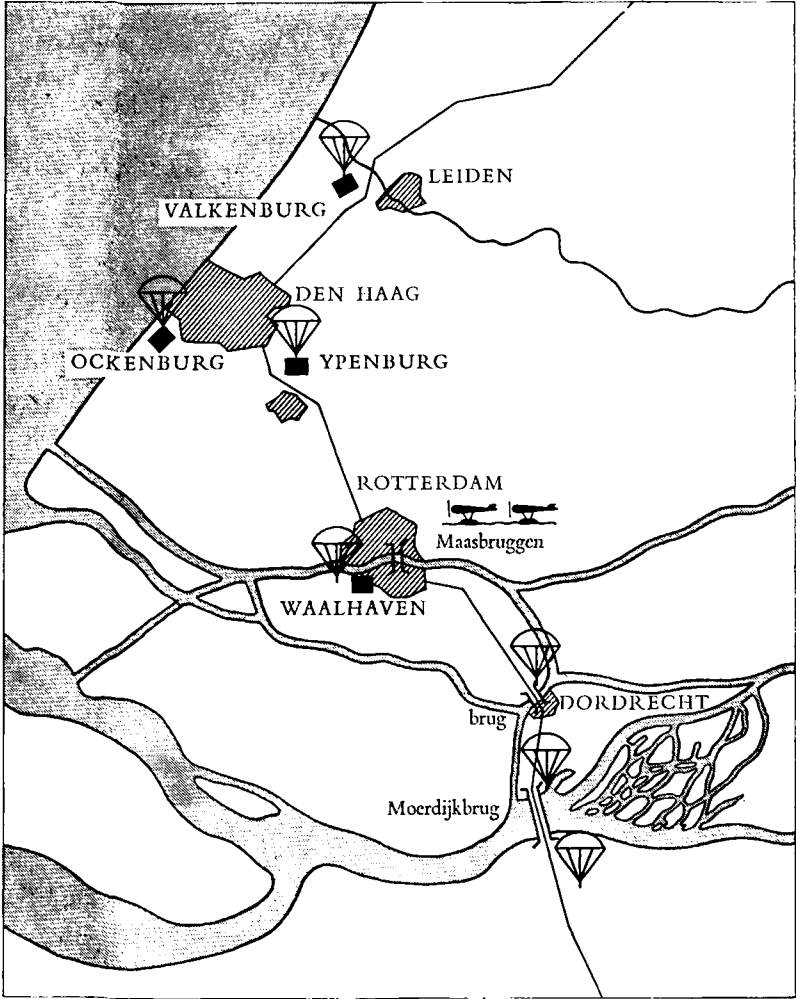 LEIDEN
VALKENBURG
DEN HAAG
OCKENBURG
YPENBURG
ROTTERDAM
Maasbruggen
WAALHAVEN
DORDRECHT
brug
Moerdijkbrug